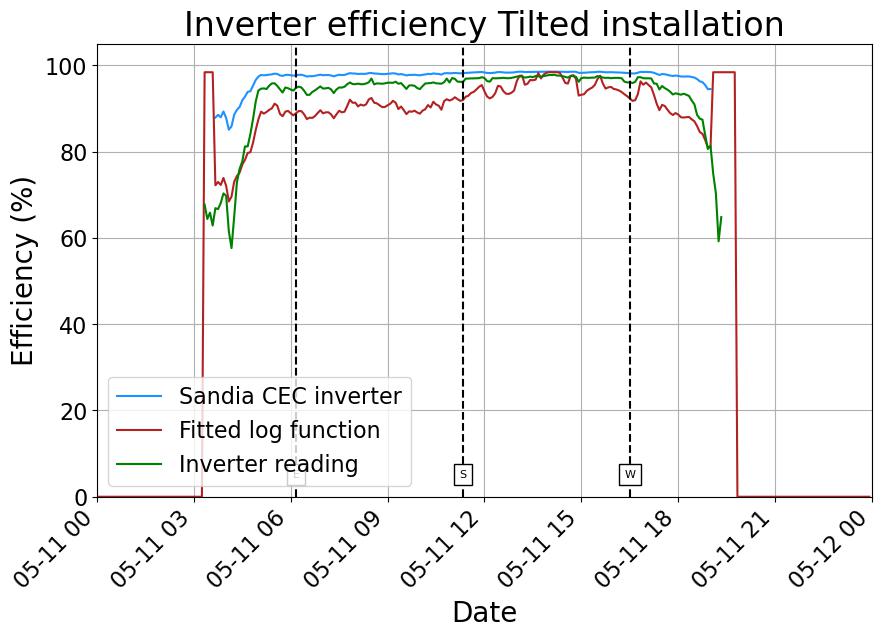 Inverter efficiency Tilted installation
Efficiency (%)
100
80
60
40
20
0
Sandia CEC inverter
Fitted log function
Inverter reading
E
S
W
05-11 00
05-11 03
05-11 06
05-11 09
05-11 12
05-11 15
05-11 18
05-11 21
05-12 00
Date